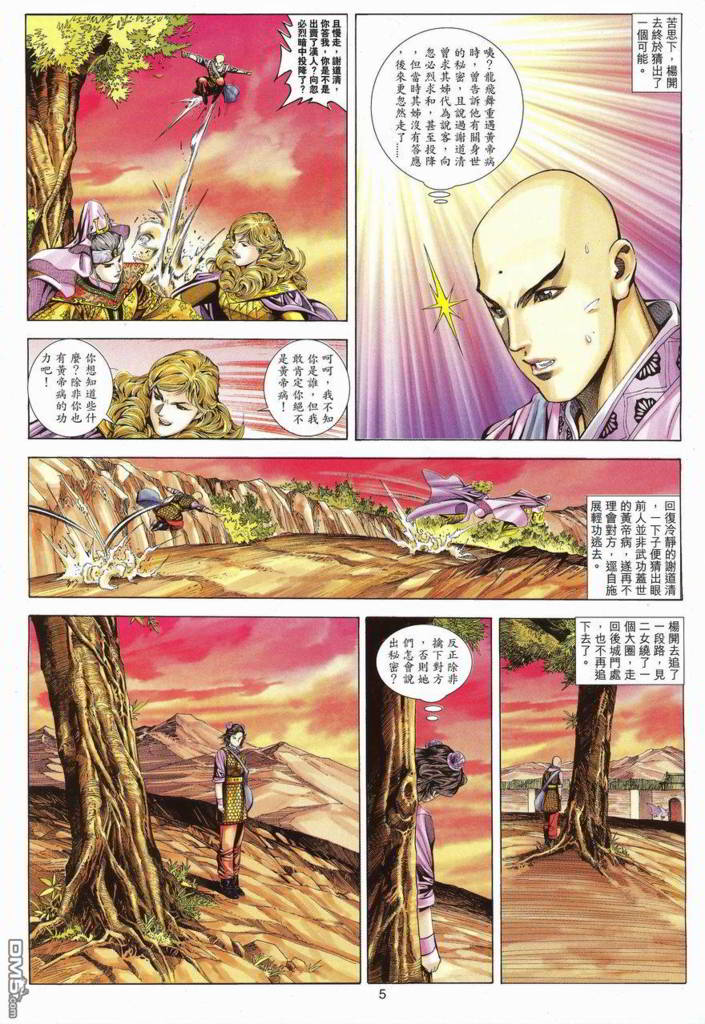 苦思下，楊開
去終於猜出了
一個可能。
咦？龍飛舞重遇黃帝病
時，曾告訴他有關身世
的秘密，且說過謝道清
曾求其姊代為說客，向
忽必烈求和，甚至投降
，但當時其姊沒有答應
，後來更忽然走了……
且慢走，謝道清，
你答我，你是不是
出賣了漢人？向忽
必烈暗中投降了？
呵呵，我不知
你是誰，但我
敢肯定你絕不
是黃帝病！
你想知道些什
麼？除非你也
有黃帝病的功
力吧！
回復冷靜的謝道清
，一下子便猜出眼
前人並非武功蓋世
的黃帝病，遂再不
理會對方，逕自施
展輕功逃去。
楊開去追了
一段路，見
二女繞了一
個大圈，走
回後城門處
，也不再追
下去了。
反正除非
擒下對方
，否則她
們怎會說
出秘密？
5
DM5.com